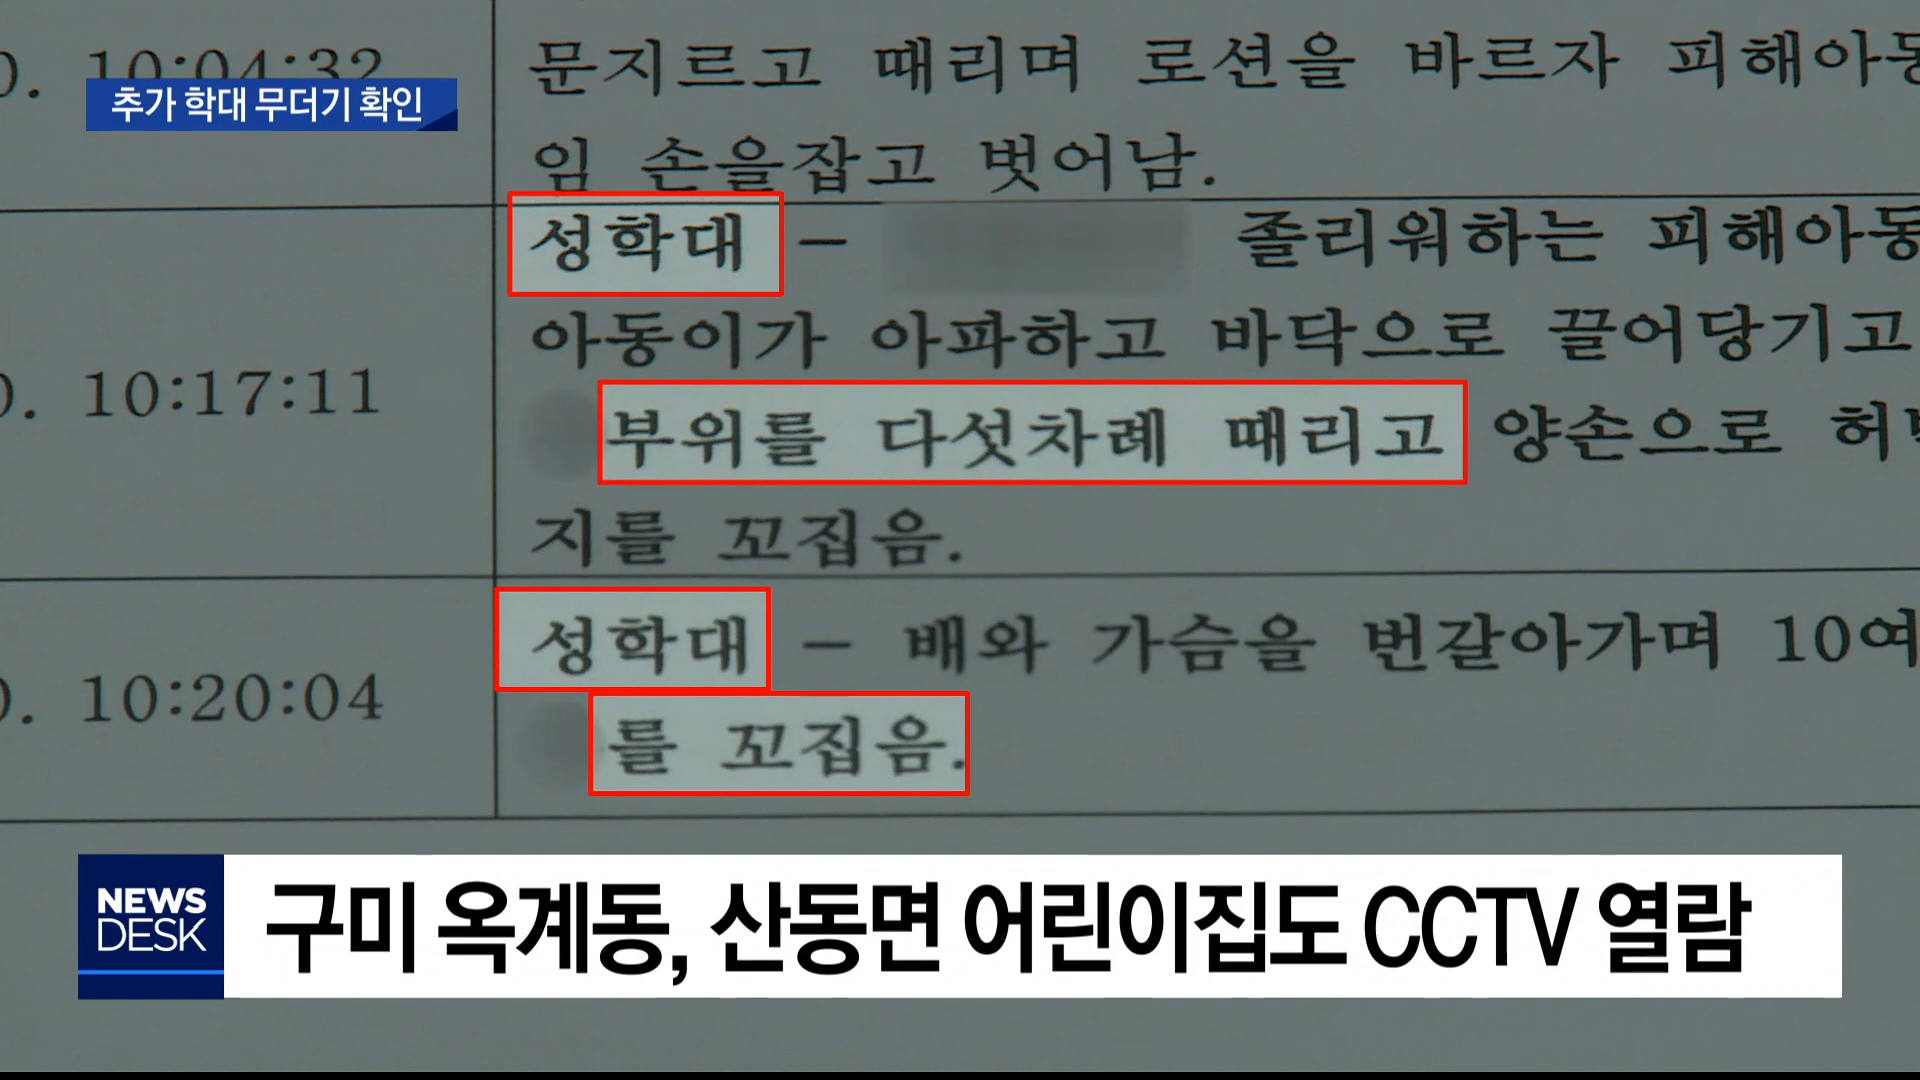 0. 10:04:32
추가 학대 무더기 확인
문지르고 때리며 로션을 바르자 피해아동
임 손을잡고 벗어남.
0. 10:17:11
성학대 - 졸리워하는 피해아동
아동이가 아파하고 바닥으로 끌어당기고
부위를 다섯차례 때리고 양손으로 허벅
지를 꼬집음.
0. 10:20:04
성학대 - 배와 가슴을 번갈아가며 10여
를 꼬집음.
NEWS
DESK
구미 옥계동, 산동면 어린이집도 CCTV 열람